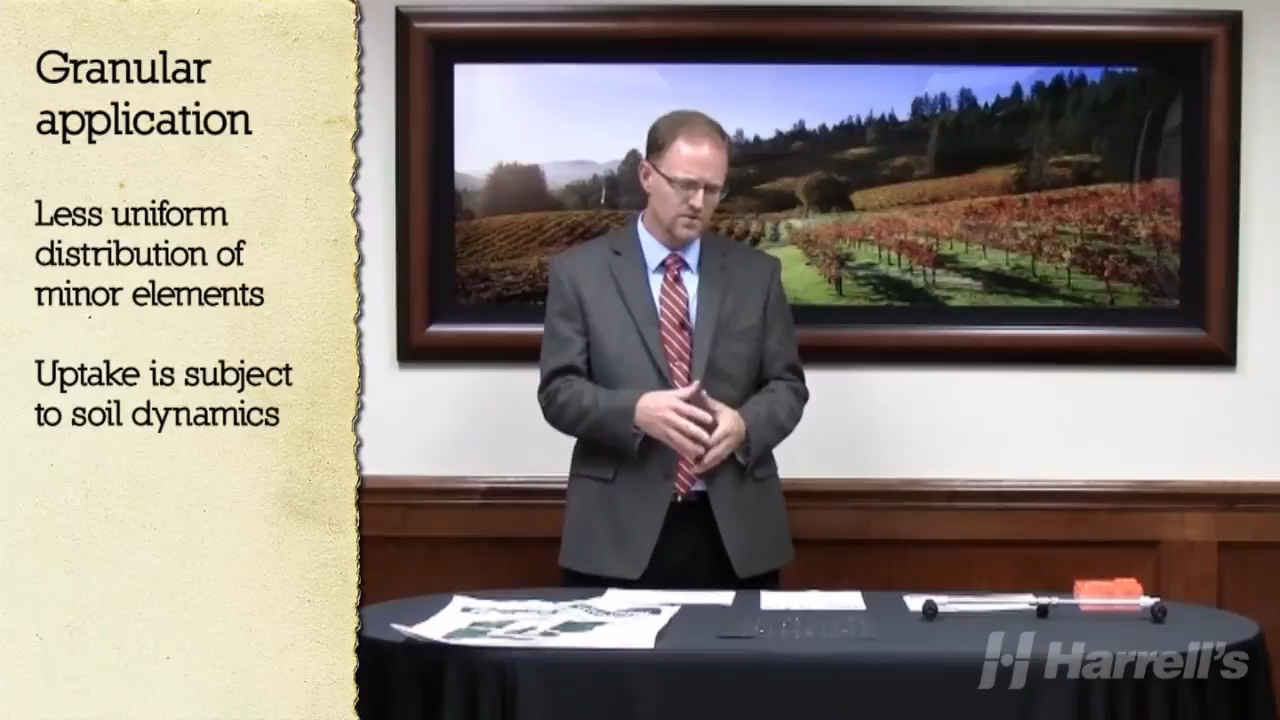 Granular
application
Less uniform
distribution of
minor elements
Uptake is subject
to soil dynamics
Harrell's